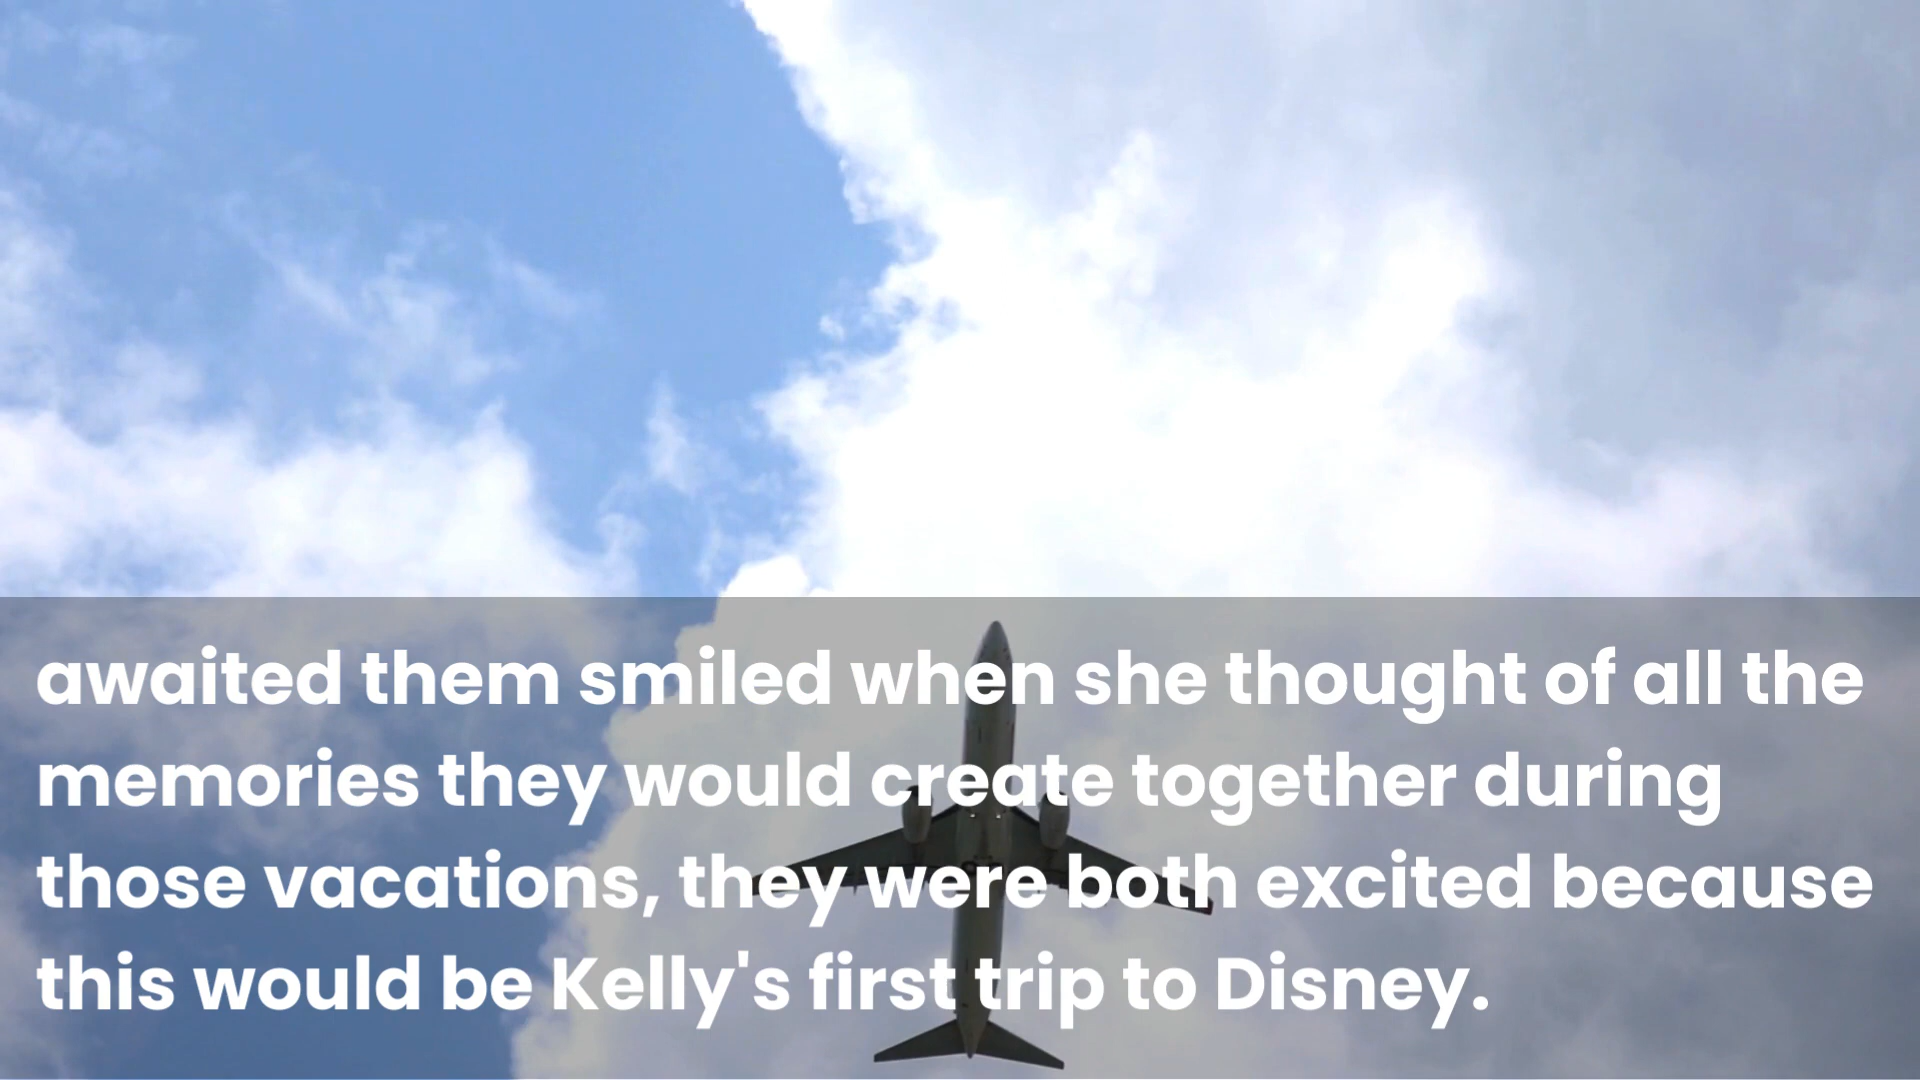 awaited them smiled when she thought of all the
memories they would create together during
those vacations, they were both excited because
this would be Kelly's first trip to Disney.